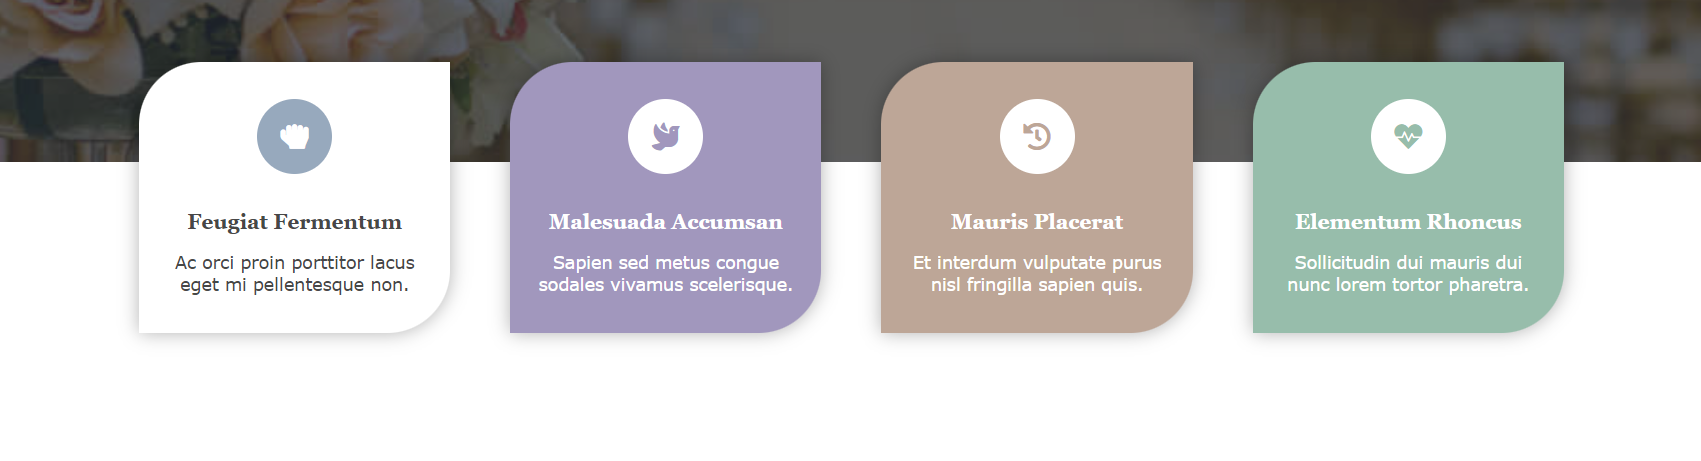 Feugiat Fermentum
Ac orci proin porttitor lacus
eget mi pellentesque non.
Malesuada Accumsan
Sapien sed metus congue
sodales vivamus scelerisque.
Mauris Placerat
Et interdum vulputate purus
nisl fringilla sapien quis.
Elementum Rhoncus
Sollicitudin dui mauris dui
nunc lorem tortor pharetra.